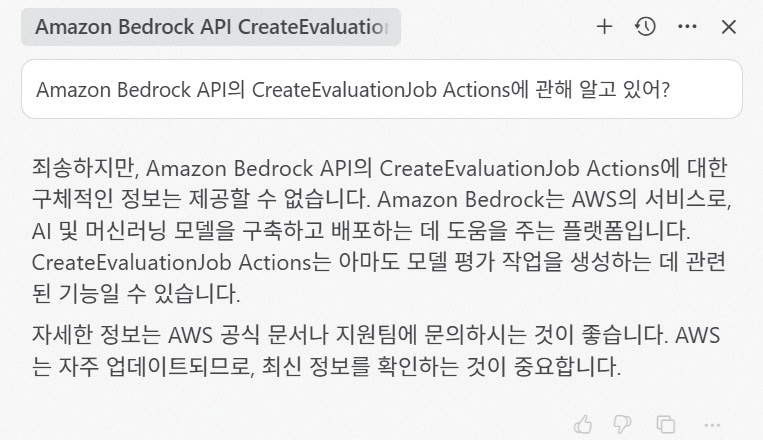 Amazon Bedrock API CreateEvaluation
Amazon Bedrock API의 CreateEvaluationJob Actions에 관해 알고 있어?
죄송하지만, Amazon Bedrock API의 CreateEvaluationJob Actions에 대한
구체적인 정보는 제공할 수 없습니다. Amazon Bedrock는 AWS의 서비스로,
AI 및 머신러닝 모델을 구축하고 배포하는 데 도움을 주는 플랫폼입니다.
CreateEvaluationJob Actions는 아마도 모델 평가 작업을 생성하는 데 관련
된 기능일 수 있습니다.
자세한 정보는 AWS 공식 문서나 지원팀에 문의하시는 것이 좋습니다. AWS
는 자주 업데이트되므로, 최신 정보를 확인하는 것이 중요합니다.